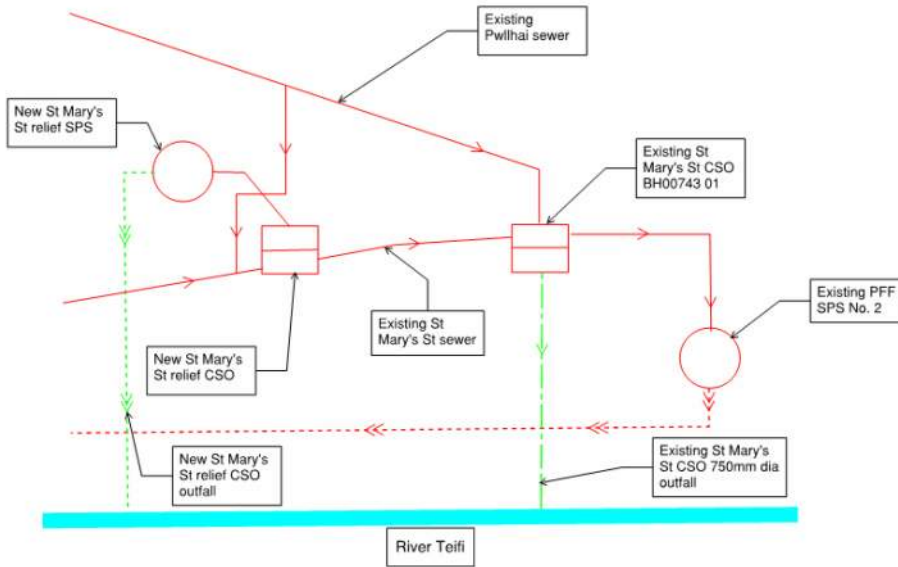 Existing
Pwllhai sewer
New St Mary's
St relief SPS
Existing St
Mary's St CSO
BH00743 01
Existing PFF
SPS No. 2
Existing St
Mary's St sewer
New St Mary's
St relief CSO
New St Mary's
St relief CSO
outfall
Existing St Mary's
St CSO 750mm dia
outfall
River Teifi